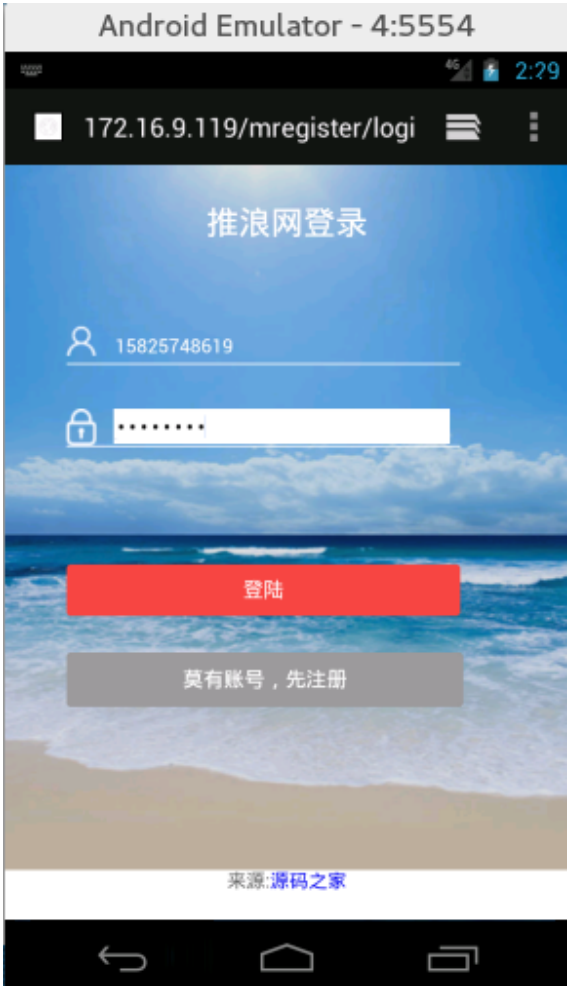 Android Emulator - 4:5554
4G 2:29
172.16.9.119/mregister/logi
推浪网登录
15825748619
••••••••
登陆
莫有账号，先注册
来源:源码之家